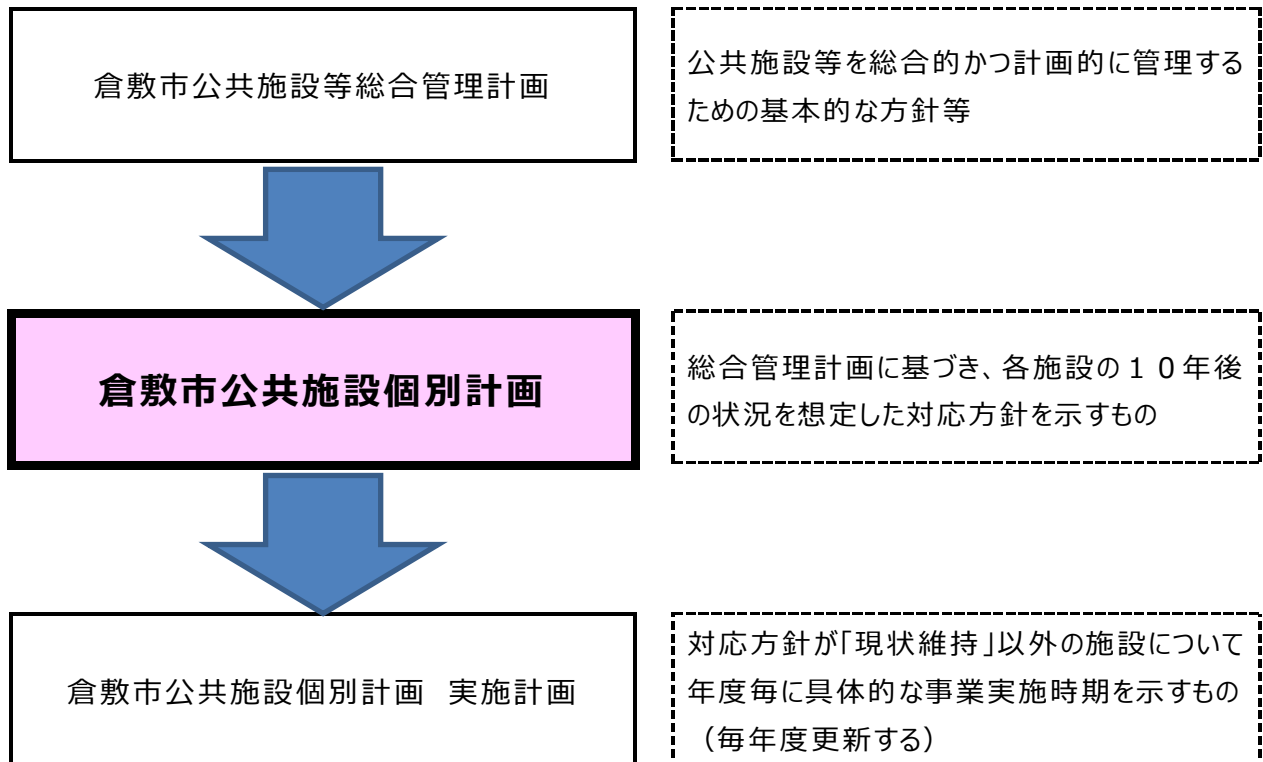 倉敷市公共施設等総合管理計画
公共施設等を総合的かつ計画的に管理する
ための基本的な方針等
倉敷市公共施設個別計画
総合管理計画に基づき、各施設の１０年後
の状況を想定した対応方針を示すもの
倉敷市公共施設個別計画　実施計画
対応方針が「現状維持」以外の施設について
年度毎に具体的な事業実施時期を示すもの
（毎年度更新する）